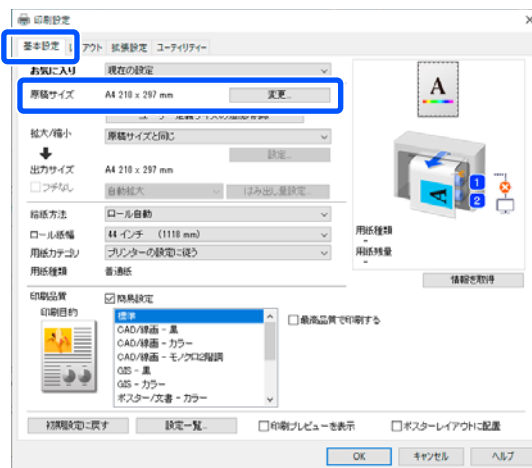 印刷設定
基本設定 アウト 拡張設定 ユーティリティー
お気に入り 現在の設定
原稿サイズ A4 210 x 297 mm 変更...
拡大/縮小 原稿サイズと同じ
設定...
出力サイズ A4 210 x 297 mm
フチなし 自動拡大 はみ出し量設定...
給紙方法 ロール自動
ロール紙幅 44 インチ (1118 mm)
用紙カテゴリ プリンターの設定に従う
用紙種類 普通紙
印刷品質 簡易設定
印刷目的
標準
CAD/線画 - 黒
CAD/線画 - カラー
CAD/線画 - モノクロ2階調
GIS - 黒
GIS - カラー
ポスター/文書 - カラー
最高品質で印刷する
A
A
1
2
用紙種類
-
用紙残量
-
情報を取得
初期設定に戻す 設定一覧... 印刷プレビューを表示 ポスターレイアウトに配置
OK キャンセル ヘルプ